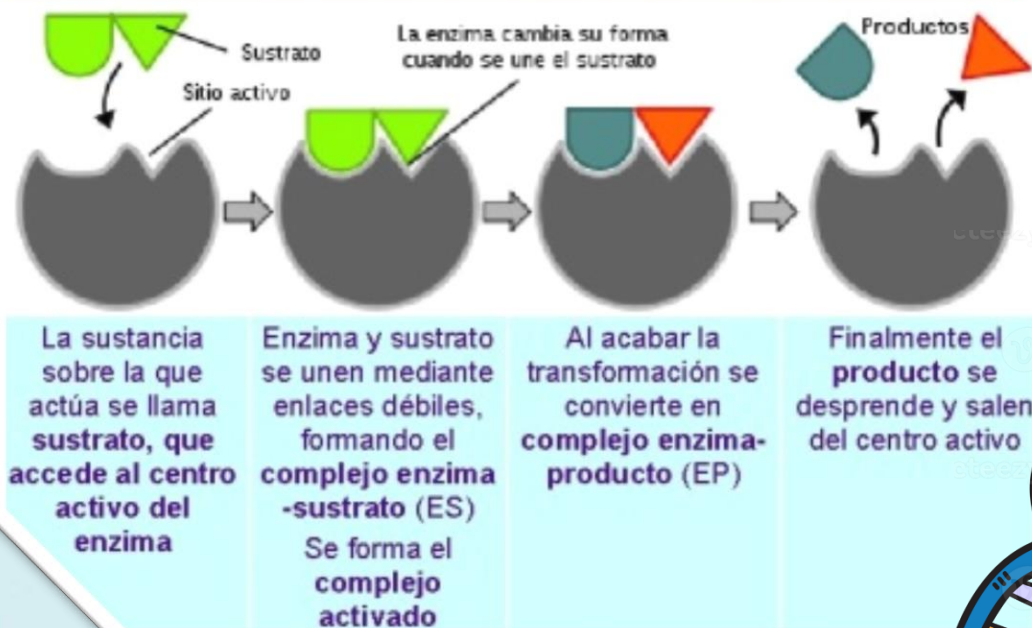 Sustrato
Sitio activo
La enzima cambia su forma
cuando se une el sustrato
Productos
La sustancia
sobre la que
actúa se llama
sustrato, que
accede al centro
activo del
enzima
Enzima y sustrato
se unen mediante
enlaces débiles,
formando el
complejo enzima
-sustrato (ES)
Se forma el
complejo
activado
Al acabar la
transformación se
convierte en
complejo enzima-
producto (EP)
Finalmente el
producto se
desprende y salen
del centro activo